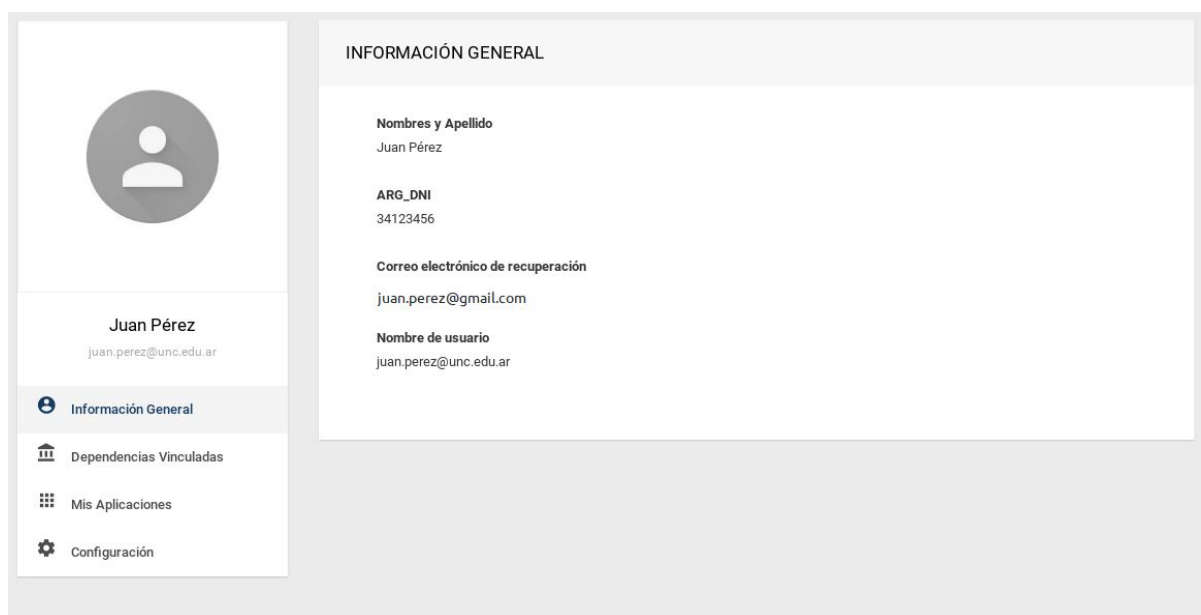 Juan Pérez
juan.perez@unc.edu.ar
Información General
Dependencias Vinculadas
Mis Aplicaciones
Configuración
INFORMACIÓN GENERAL
Nombres y Apellido
Juan Pérez
ARG_DNI
34123456
Correo electrónico de recuperación
juan.perez@gmail.com
Nombre de usuario
juan.perez@unc.edu.ar